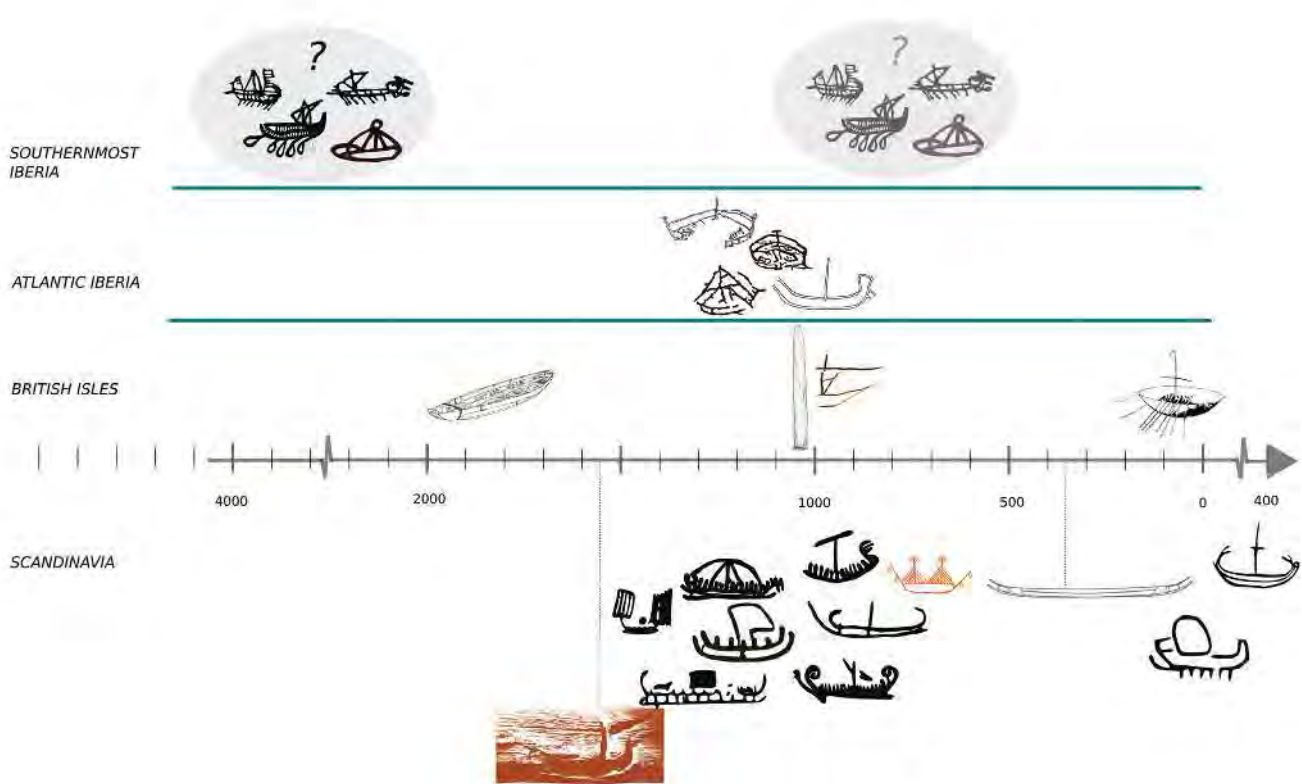 ?
?
SOUTHERNMOST
IBERIA
ATLANTIC IBERIA
BRITISH ISLES
4000
2000
1000
500
0
400
SCANDINAVIA